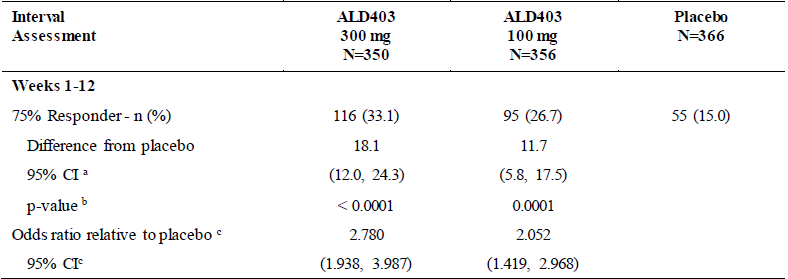 Interval ALD403 ALD403 Placebo
Assessment 300 mg 100 mg N=366
N=350 N=356
Weeks 1-12
75% Responder - n (%) 116 (33.1) 95 (26.7) 55 (15.0)
Difference from placebo 18.1 11.7
95% CI a (12.0, 24.3) (5.8, 17.5)
p-value b < 0.0001 0.0001
Odds ratio relative to placebo c 2.780 2.052
95% CIc (1.938, 3.987) (1.419, 2.968)